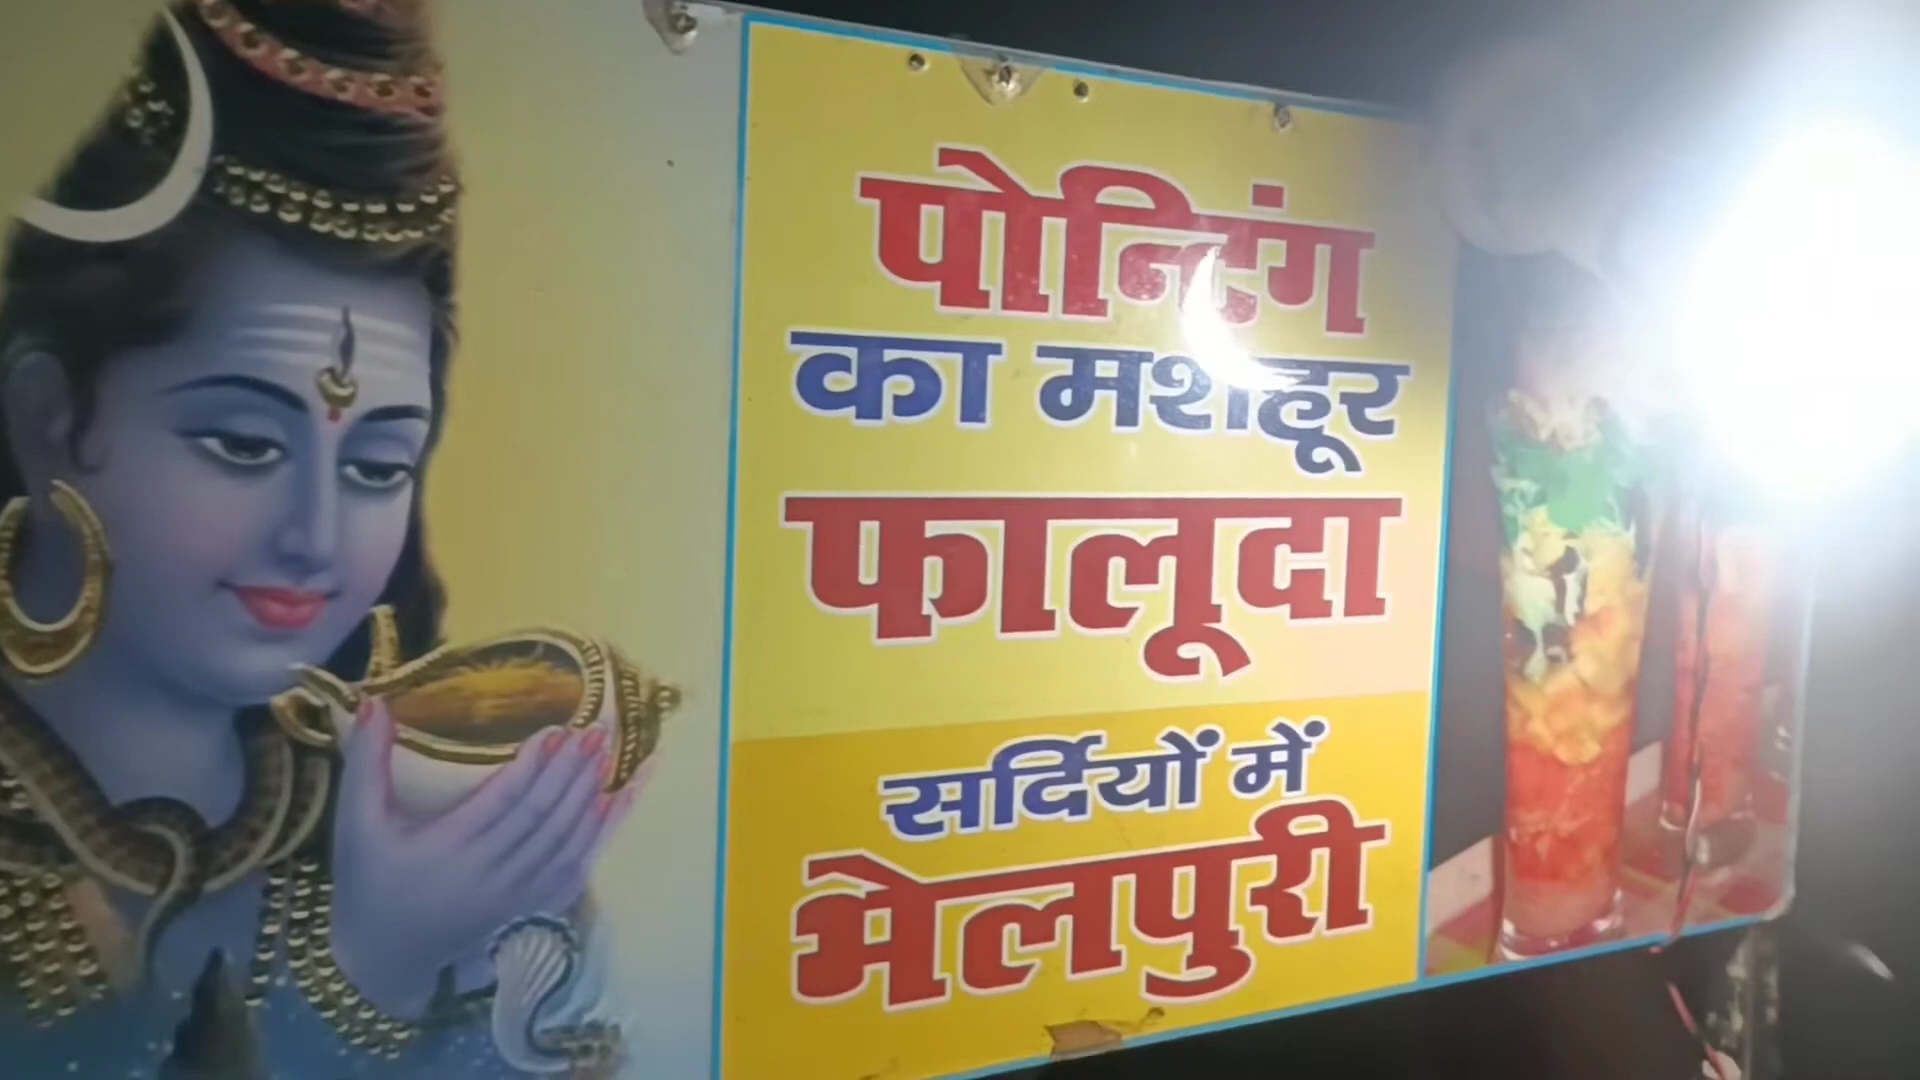 पोन्टिंग
का मशहूर
फालूदा
सर्दियों में
भेलपुरी